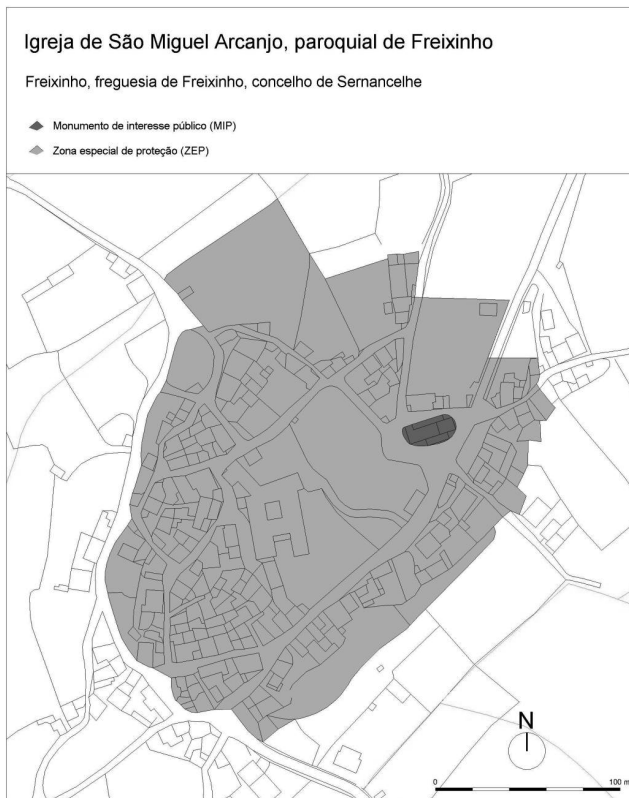 Igreja de São Miguel Arcanjo, paroquial de Freixinho
Freixinho, freguesia de Freixinho, concelho de Sernancelhe
Monumento de interesse público (MIP)
Zona especial de proteção (ZEP)
N
0 100 m